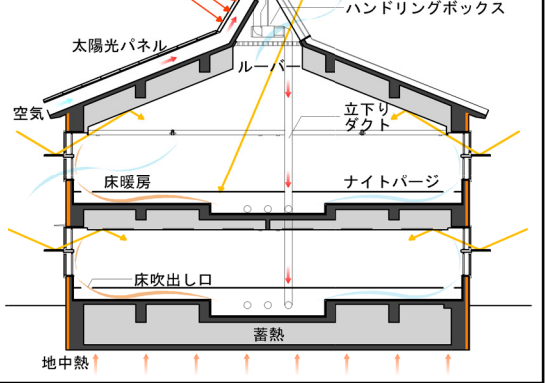 ハンドリングボックス
太陽光パネル
ルーバー
空気
立下り
ダクト
床暖房
ナイトパージ
床吹出し口
蓄熱
地中熱